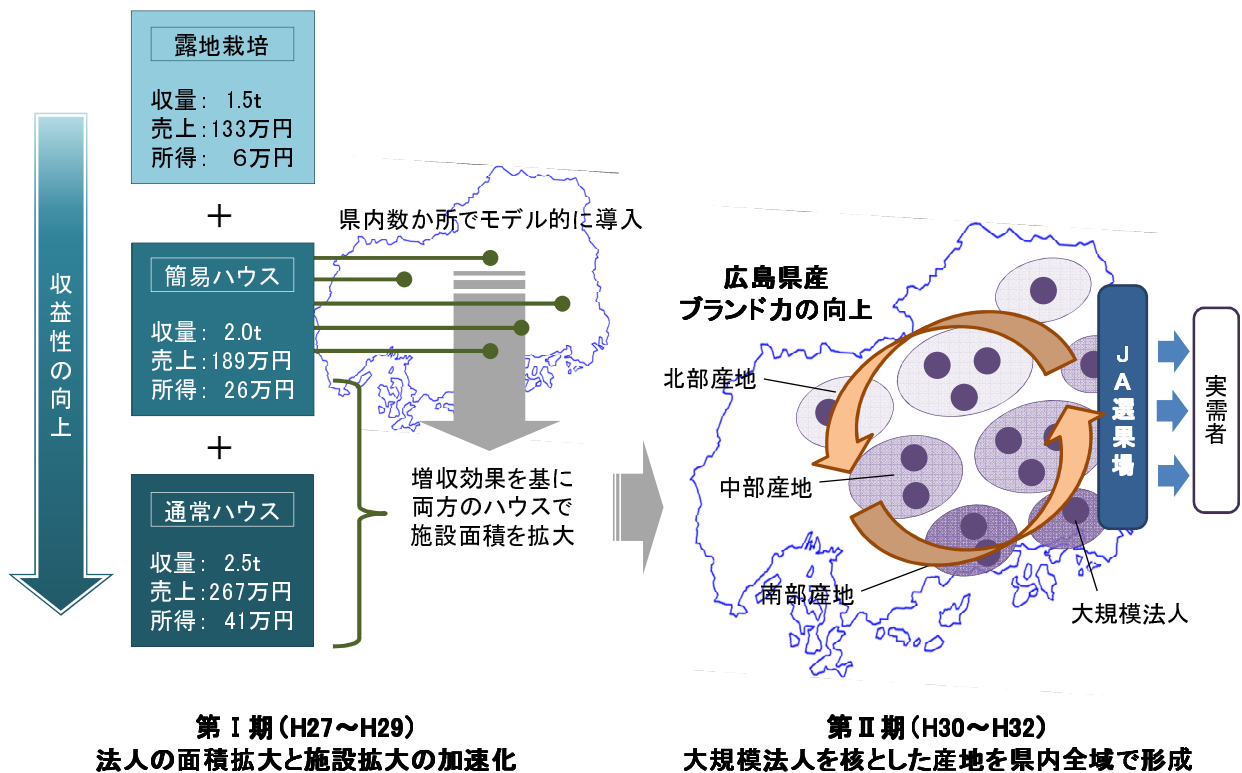 露地栽培
収量： 1.5t
売上：133万円
所得： 6万円
＋
簡易ハウス
収量： 2.0t
売上：189万円
所得： 26万円
＋
通常ハウス
収量： 2.5t
売上：267万円
所得： 41万円
収益性の向上
県内数か所でモデル的に導入
増収効果を基に
両方のハウスで
施設面積を拡大
第Ⅰ期（H27～H29）
法人の面積拡大と施設拡大の加速化
広島県産
ブランド力の向上
北部産地
中部産地
南部産地
大規模法人
ＪＡ選果場
実需者
第Ⅱ期（H30～H32）
大規模法人を核とした産地を県内全域で形成